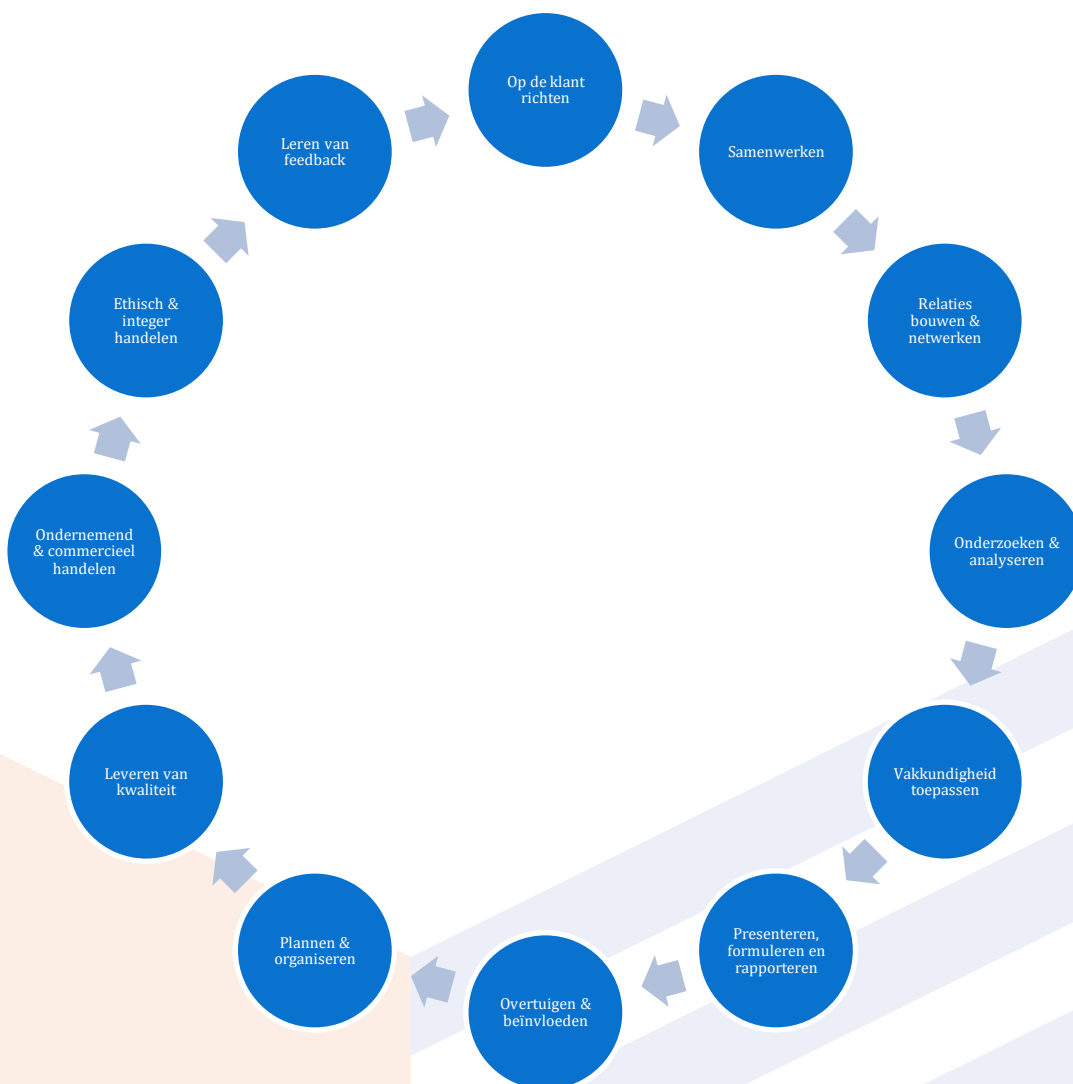 Op de klant
richten
Samenwerken
Relaties
bouwen &
netwerken
Onderzoeken &
analyseren
Vakkundigheid
toepassen
Presenteren,
formuleren en
rapporteren
Overtuigen &
beïnvloeden
Plannen &
organiseren
Leveren van
kwaliteit
Ondernemend
& commercieel
handelen
Ethisch &
integer
handelen
Leren van
feedback